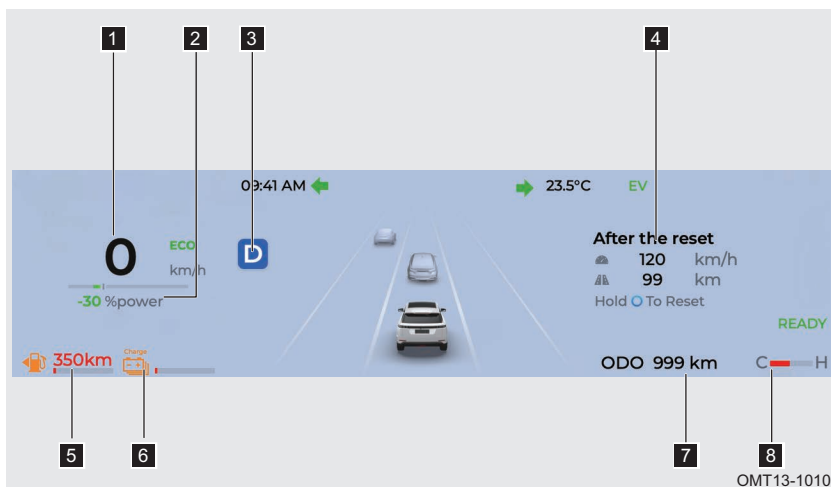 1 2 3 4
09:41 AM 23.5°C EV
0 ECO
km/h
D
-30 %power
After the reset
120 km/h
99 km
Hold To Reset
READY
350km Charge
ODO 999 km C H
5 6 7 8
OMT13-1010